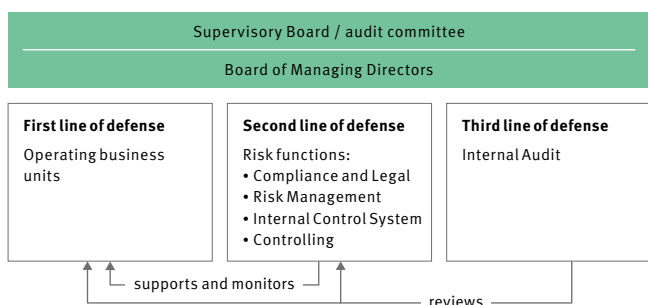 Supervisory Board / audit committee
Board of Managing Directors
First line of defense
Operating business
units
Second line of defense
Risk functions:
• Compliance and Legal
• Risk Management
• Internal Control System
• Controlling
Third line of defense
Internal Audit
supports and monitors
reviews